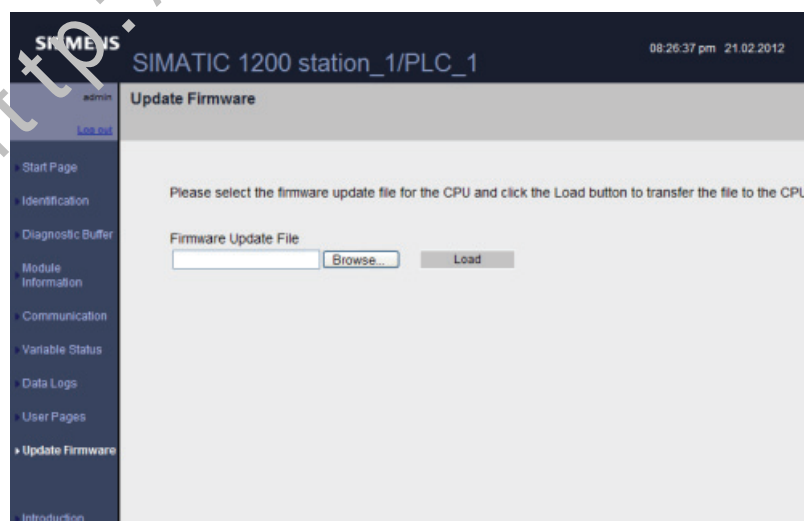 http:/
SIEMENS
08:26:37 pm 21.02.2012
SIMATIC 1200 station_1/PLC_1
admin
Update Firmware
Log out
Start Page
Please select the firmware update file for the CPU and click the Load button to transfer the file to the CPU
Identification
Diagnostic Buffer
Firmware Update File
Browse...
Load
Module
Information
Communication
Variable Status
Data Logs
User Pages
Update Firmware
Introduction